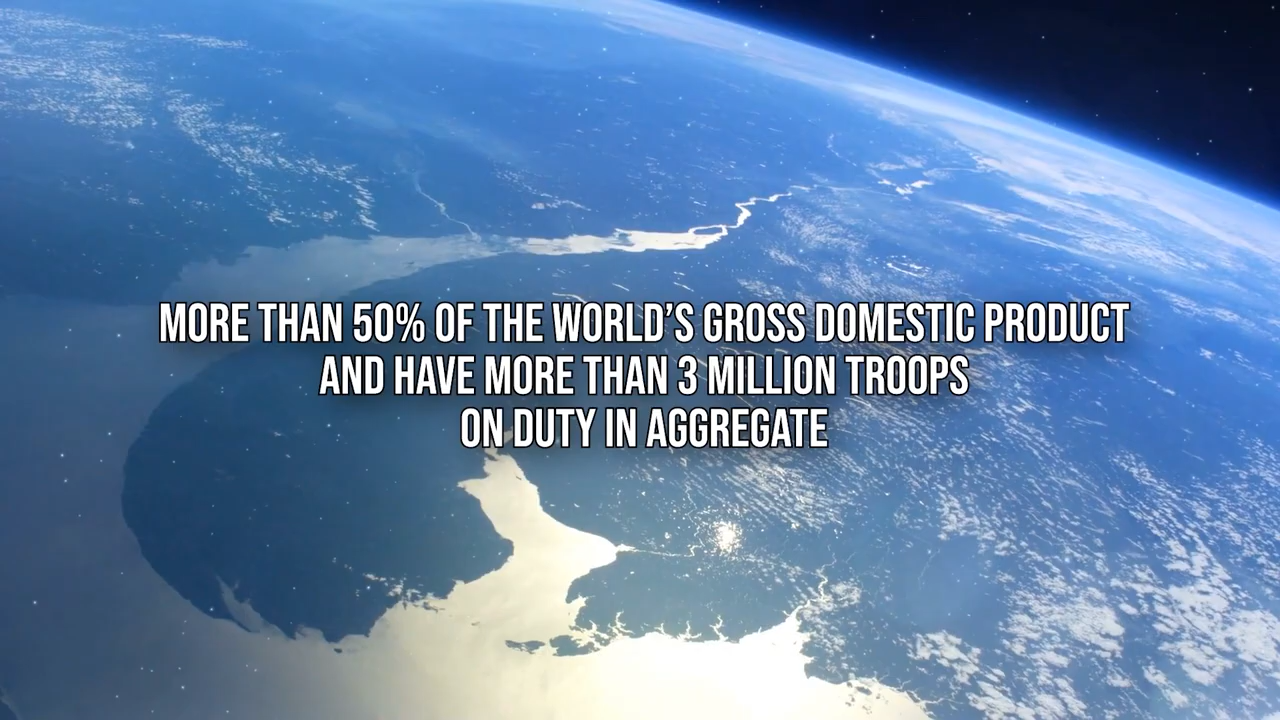 MORE THAN 50% OF THE WORLD’S GROSS DOMESTIC PRODUCT
AND HAVE MORE THAN 3 MILLION TROOPS
ON DUTY IN AGGREGATE